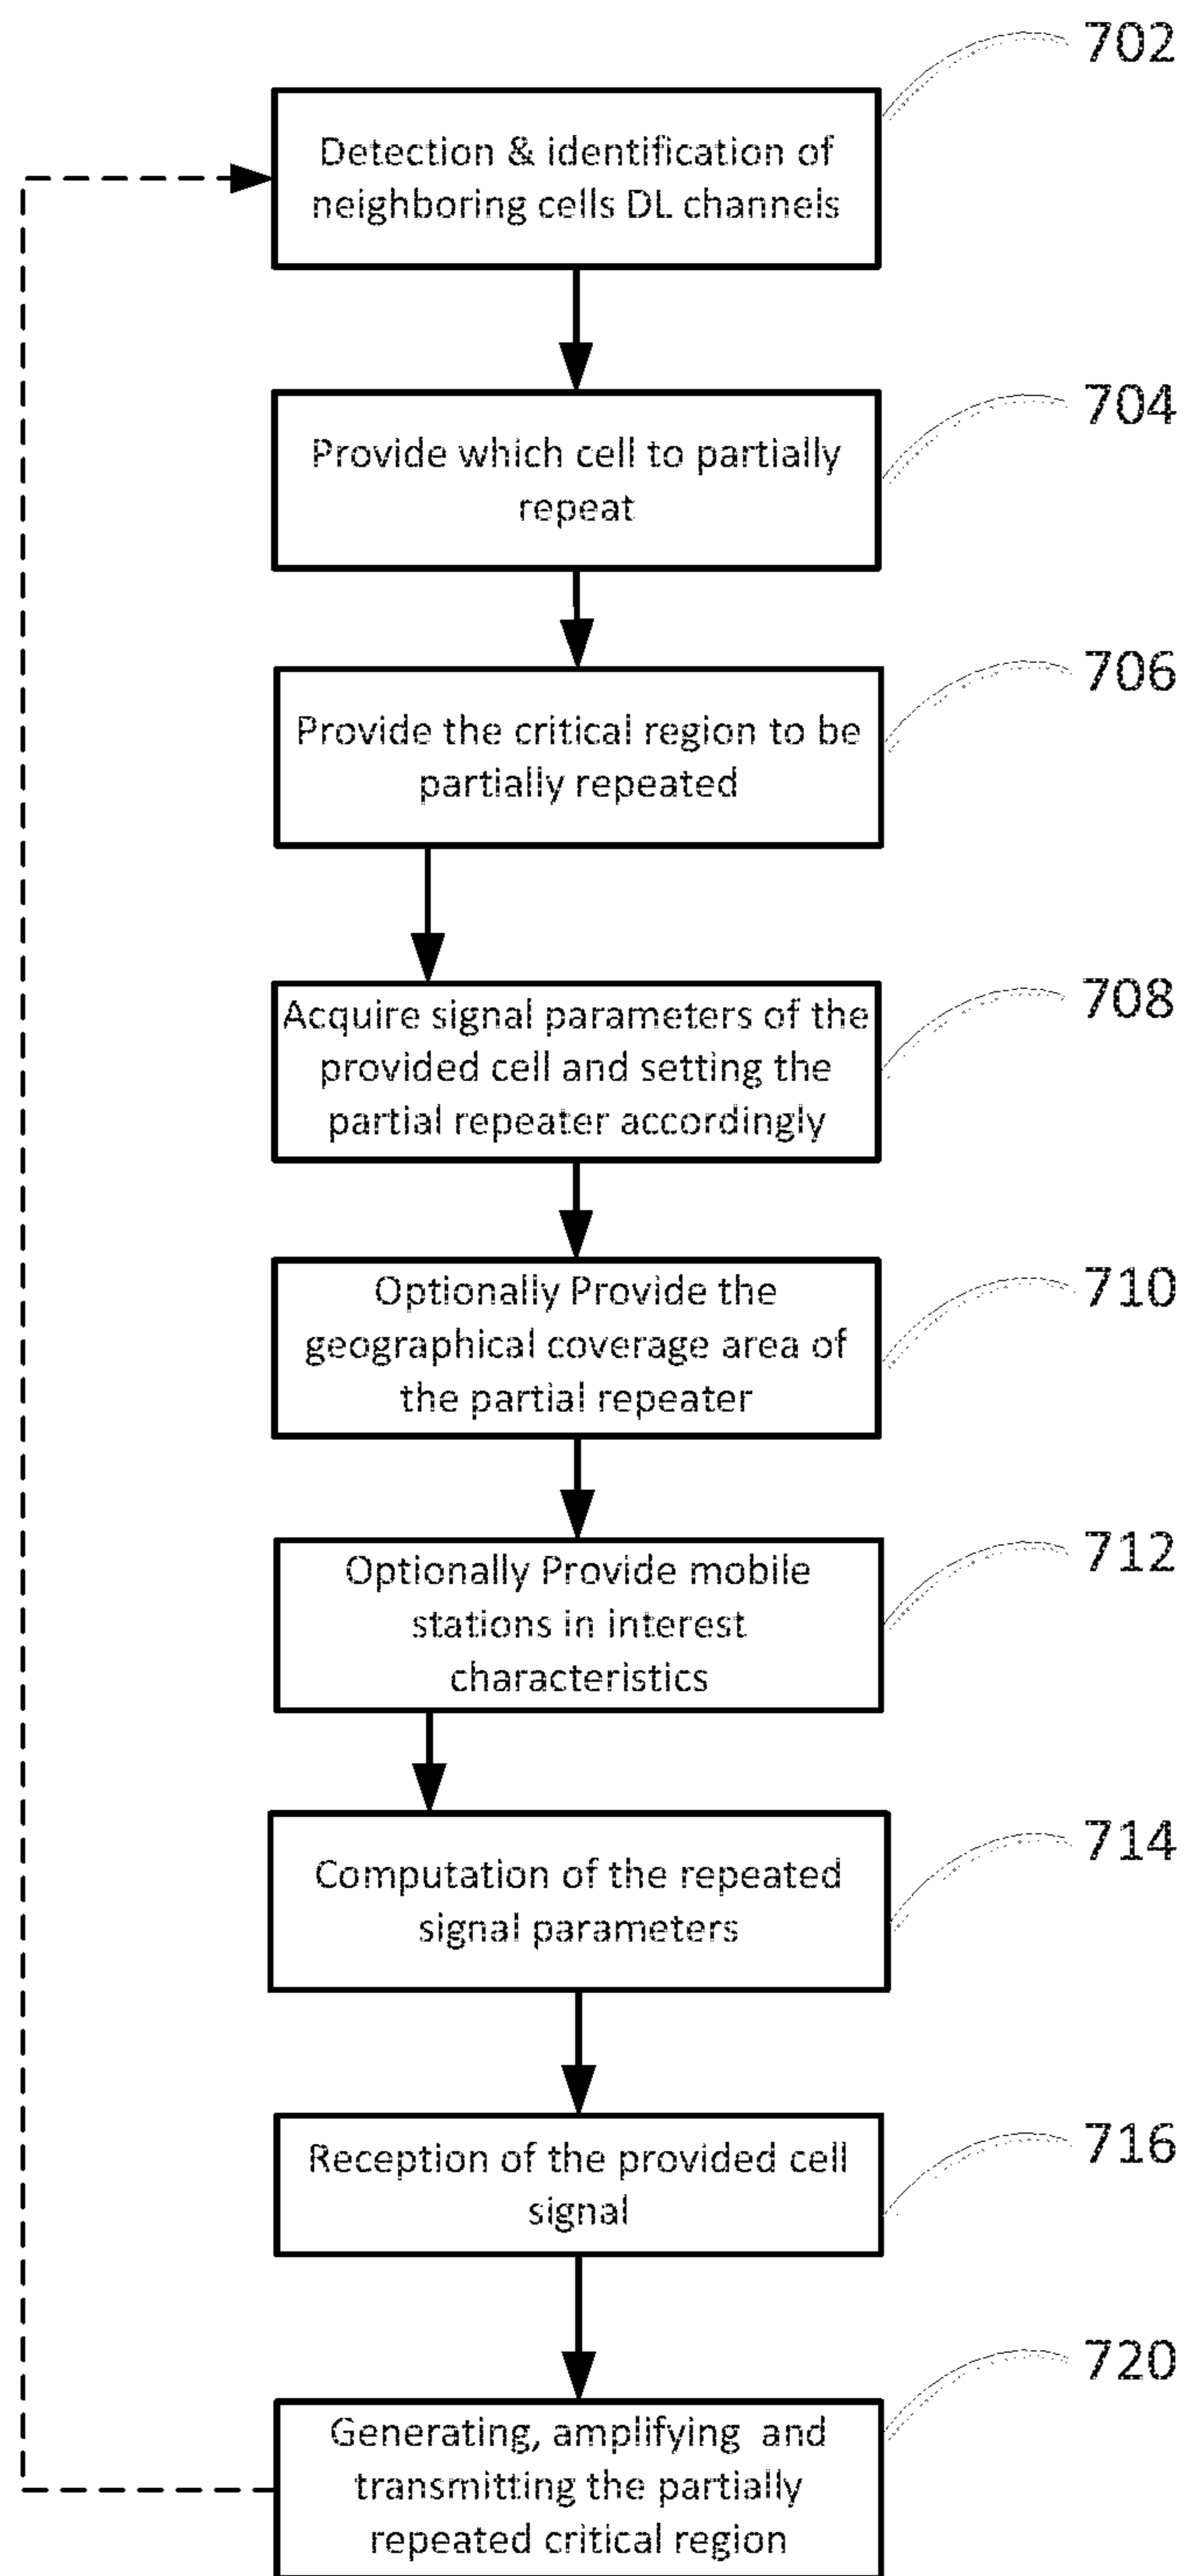 702
Detection & identification of
neighboring cells DL channels
704
Provide which cell to partially
repeat
706
Provide the critical region to be
partially repeated
708
Acquire signal parameters of the
provided cell and setting the
partial repeater accordingly
710
Optionally Provide the
geographical coverage area of
the partial repeater
712
Optionally Provide mobile
stations in interest
characteristics
714
Computation of the repeated
signal parameters
716
Reception of the provided cell
signal
720
Generating, amplifying and
transmitting the partially
repeated critical region